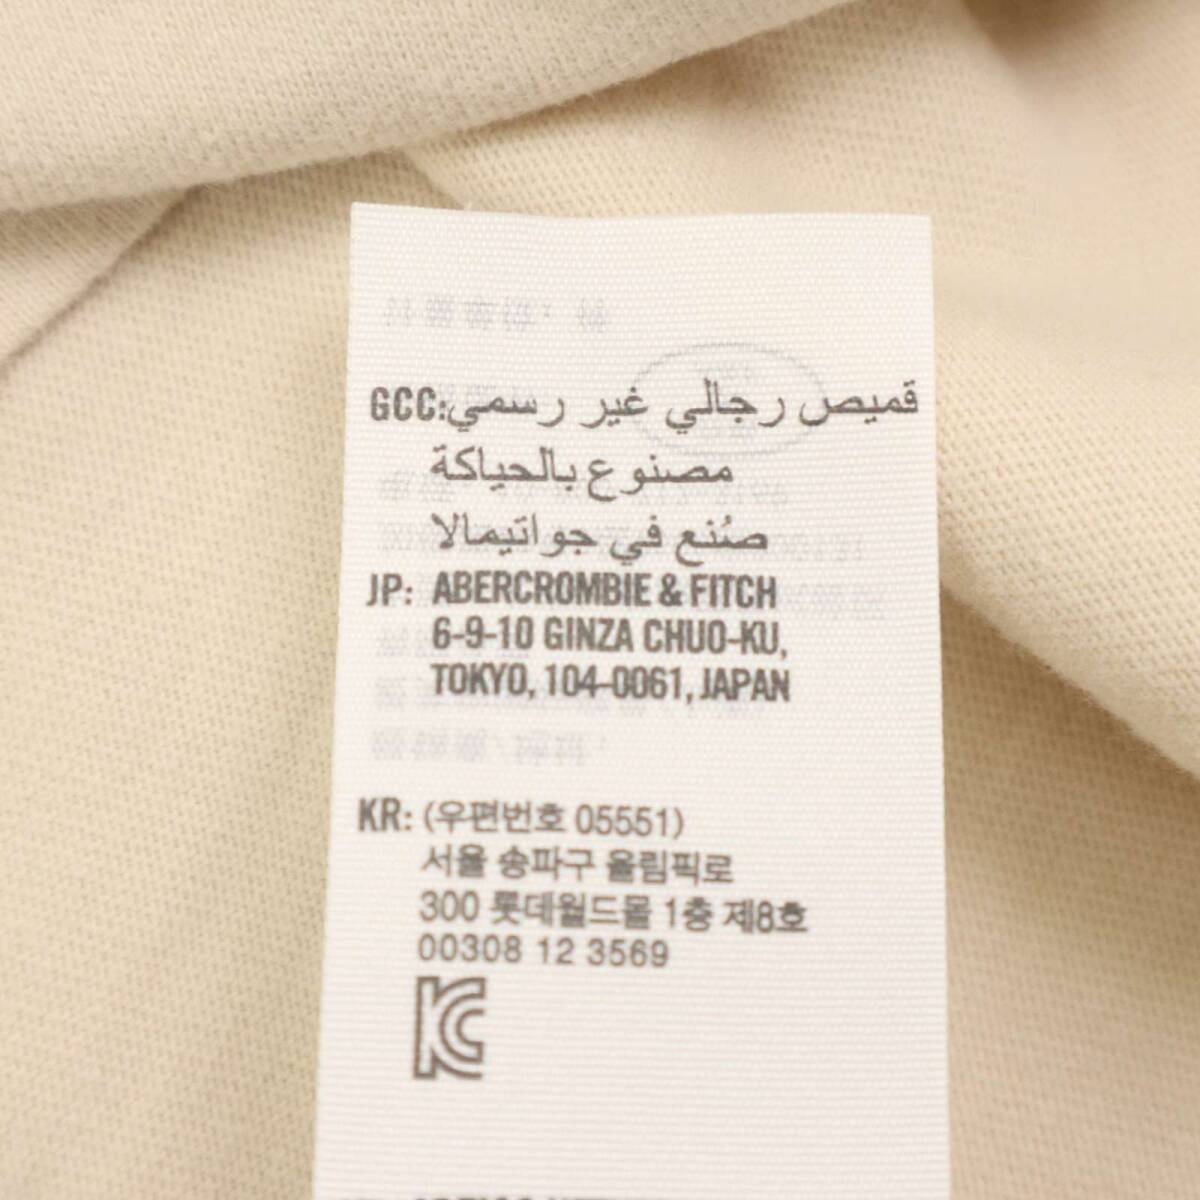 GCC: قميص رجالي غير رسمي
مصنوع بالحياكة
صُنع في جواتيمالا
JP: ABERCROMBIE & FITCH
6-9-10 GINZA CHUO-KU,
TOKYO, 104-0061, JAPAN
KR: (우편번호 05551)
서울 송파구 올림픽로
300 롯데월드몰 1층 제8호
00308 12 3569
KC